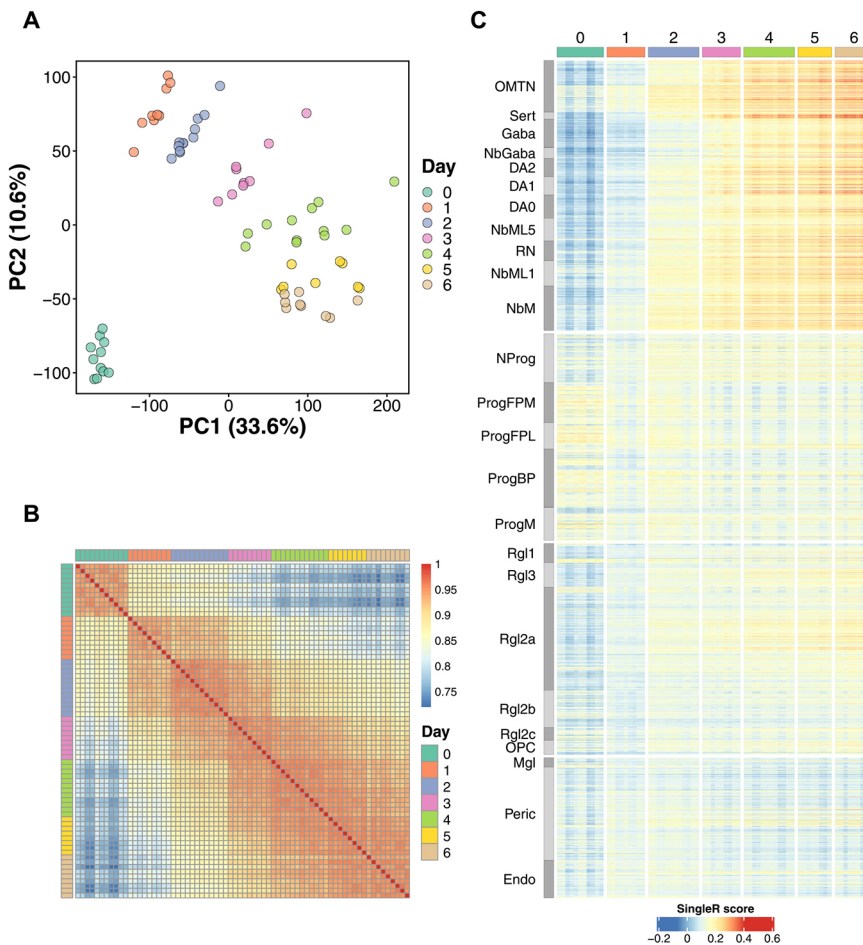 A
100
50
0
−50
−100
−100
0
100
200
PC2 (10.6%)
PC1 (33.6%)
Day
0
1
2
3
4
5
6
B
1
0.95
0.9
0.85
0.8
0.75
Day
0
1
2
3
4
5
6
C
0 1 2 3 4 5 6
OMTN
Sert
Gaba
NbGaba
DA2
DA1
DA0
NbML5
RN
NbML1
NbM
NProg
ProgFPM
ProgFPL
ProgBP
ProgM
Rgl1
Rgl3
Rgl2a
Rgl2b
Rgl2c
OPC
Mgl
Peric
Endo
SingleR score
−0.2 0 0.2 0.4 0.6